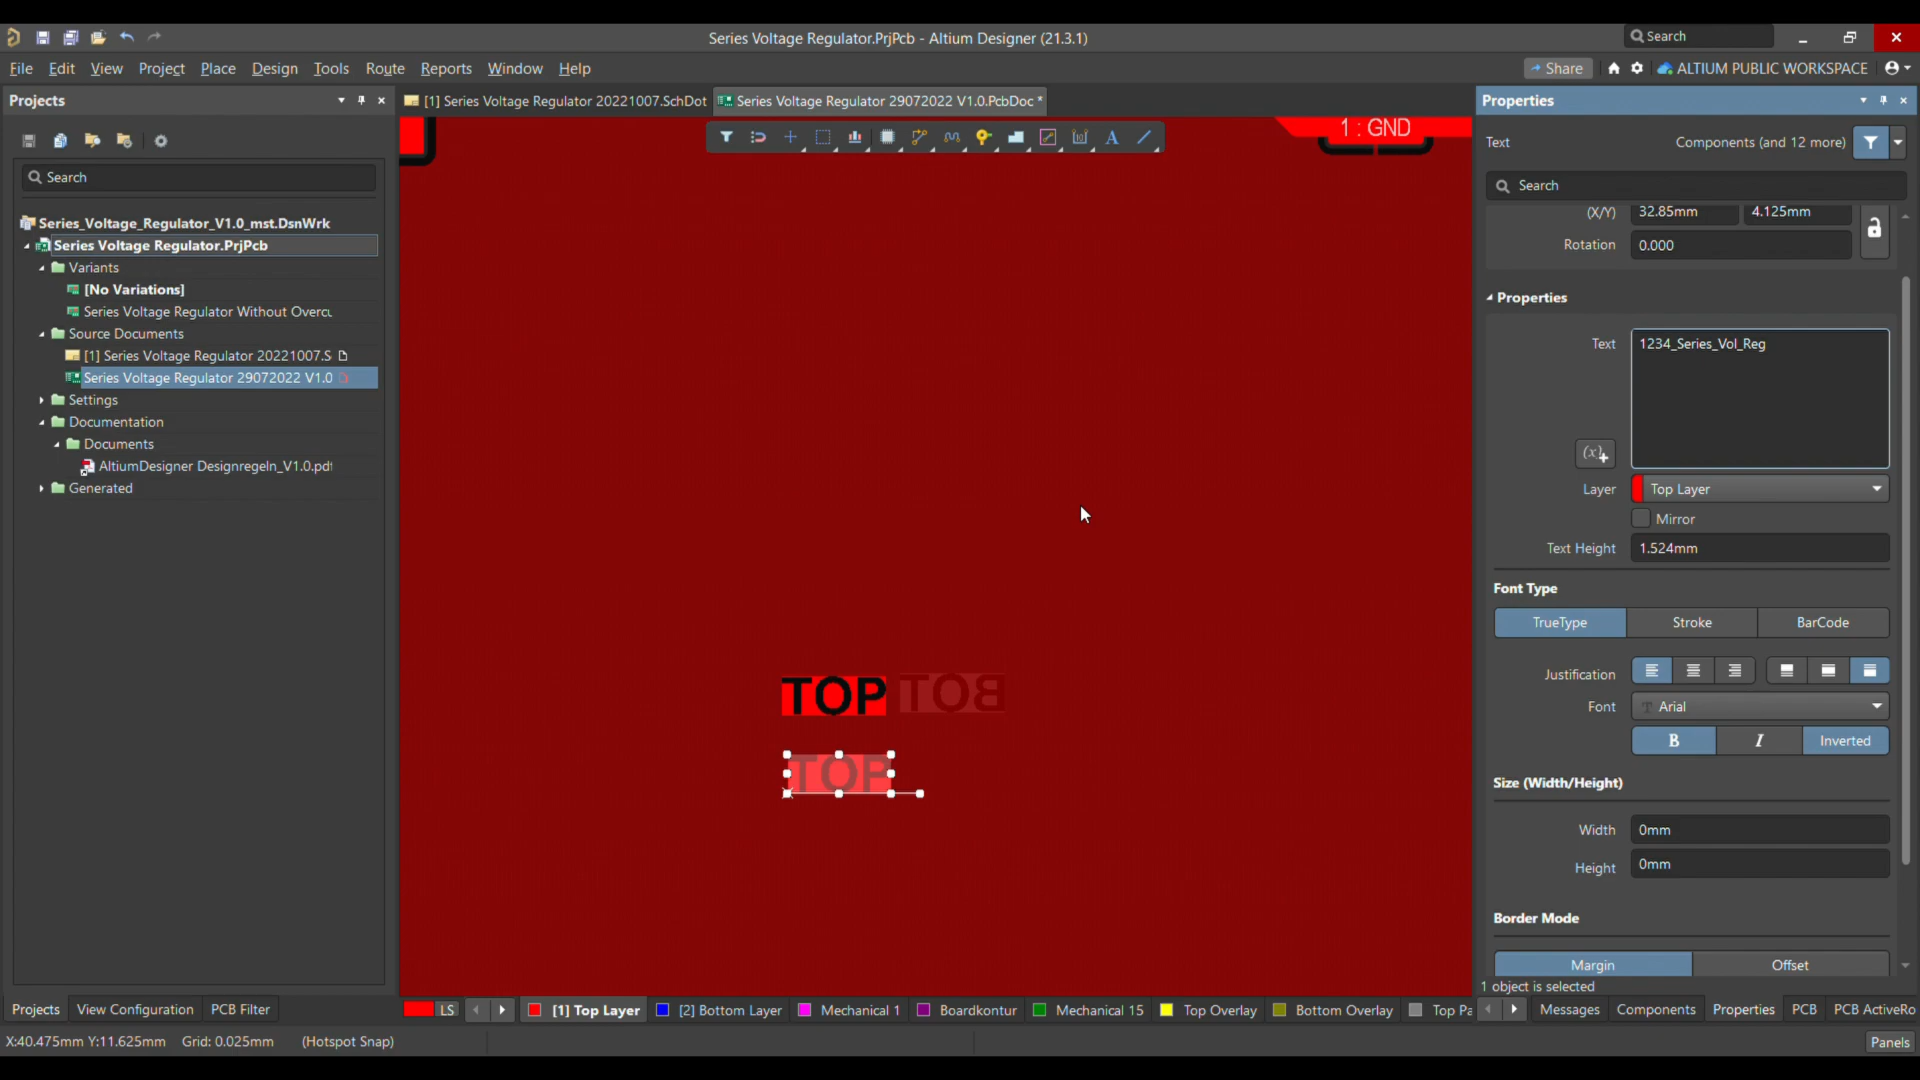 Series Voltage Regulator.PrjPcb - Altium Designer (21.3.1)
Search
File Edit View Project Place Design Tools Route Reports Window Help
Share
ALTIUM PUBLIC WORKSPACE
Projects
[1] Series Voltage Regulator 20221007.SchDot
Series Voltage Regulator 29072022 V1.0.PcbDoc *
Properties
1 : GND
Text
Components (and 12 more)
Search
Search
(X/Y) 32.85mm 4.125mm
Rotation 0.000
Series_Voltage_Regulator_V1.0_mst.DsnWrk
Series Voltage Regulator.PrjPcb
Variants
[No Variations]
Series Voltage Regulator Without Overcu
Source Documents
[1] Series Voltage Regulator 20221007.S
Series Voltage Regulator 29072022 V1.0
Settings
Documentation
Documents
AltiumDesigner Designregeln_V1.0.pdf
Generated
Properties
Text 1234_Series_Vol_Reg
(x)+
Layer Top Layer
Mirror
Text Height 1.524mm
Font Type
TrueType Stroke BarCode
Justification
Font T Arial
B I Inverted
Size (Width/Height)
Width 0mm
Height 0mm
Border Mode
Margin Offset
1 object is selected
TOP BOT
TOP
Projects View Configuration PCB Filter
LS [1] Top Layer [2] Bottom Layer Mechanical 1 Boardkontur Mechanical 15 Top Overlay Bottom Overlay Top Pa
Messages Components Properties PCB PCB ActiveRo
X:40.475mm Y:11.625mm Grid: 0.025mm (Hotspot Snap)
Panels